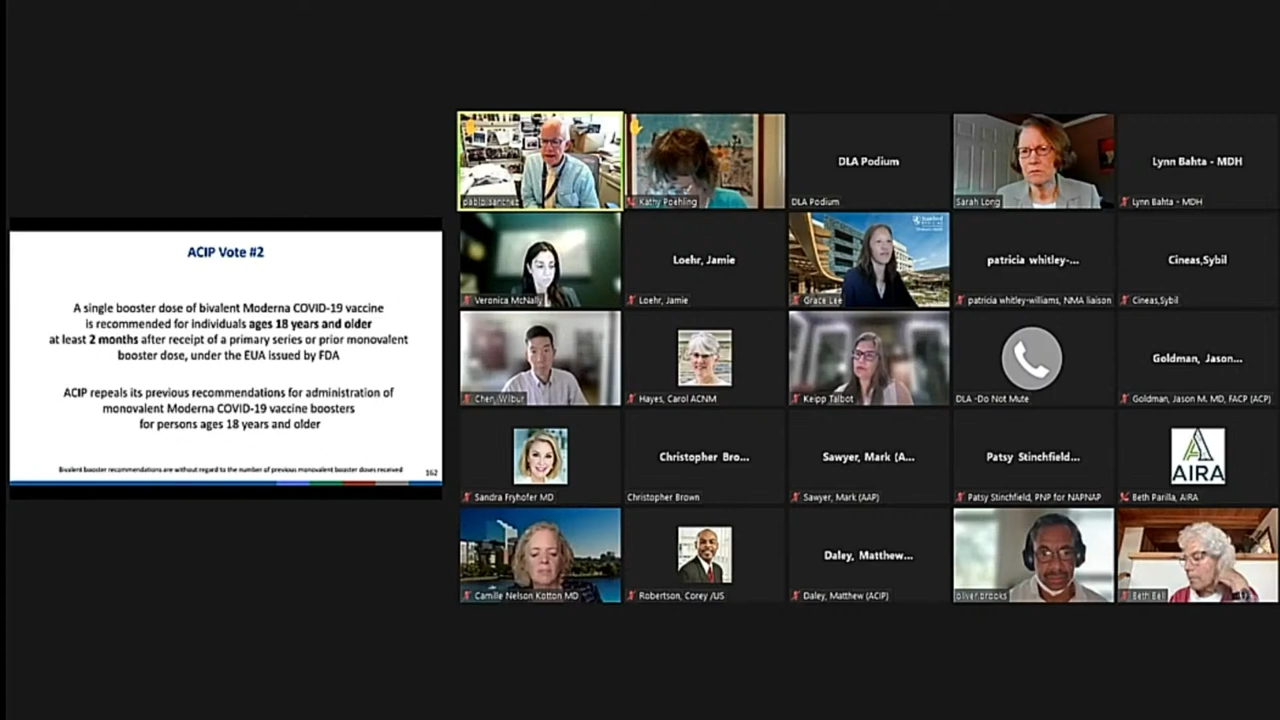 ACIP Vote #2
A single booster dose of bivalent Moderna COVID-19 vaccine
is recommended for individuals ages 18 years and older
at least 2 months after receipt of a primary series or prior monovalent
booster dose, under the EUA issued by FDA
ACIP repeals its previous recommendations for administration of
monovalent Moderna COVID-19 vaccine boosters
for persons ages 18 years and older
Bivalent booster recommendations are without regard to the number of previous monovalent booster doses received
162
pablo sanchez
Kathy Poehling
DLA Podium
DLA Podium
Sarah Long
Lynn Bahta - MDH
Lynn Bahta - MDH
Veronica McNally
Loehr, Jamie
Loehr, Jamie
Grace Lee
patricia whitley-...
patricia whitley-williams, NMA liaison
Cineas,Sybil
Cineas,Sybil
Chen, Wilbur
Hayes, Carol ACNM
Keipp Talbot
DLA -Do Not Mute
Goldman, Jason...
Goldman, Jason M. MD, FACP (ACP)
Sandra Fryhofer MD
Christopher Bro...
Christopher Brown
Sawyer, Mark (A...
Sawyer, Mark (AAP)
Patsy Stinchfield...
Patsy Stinchfield, PNP for NAPNAP
AIRA
Beth Parilla, AIRA
Camille Nelson Kotton MD
Robertson, Corey /US
Daley, Matthew...
Daley, Matthew (ACIP)
oliver brooks
Beth Bell